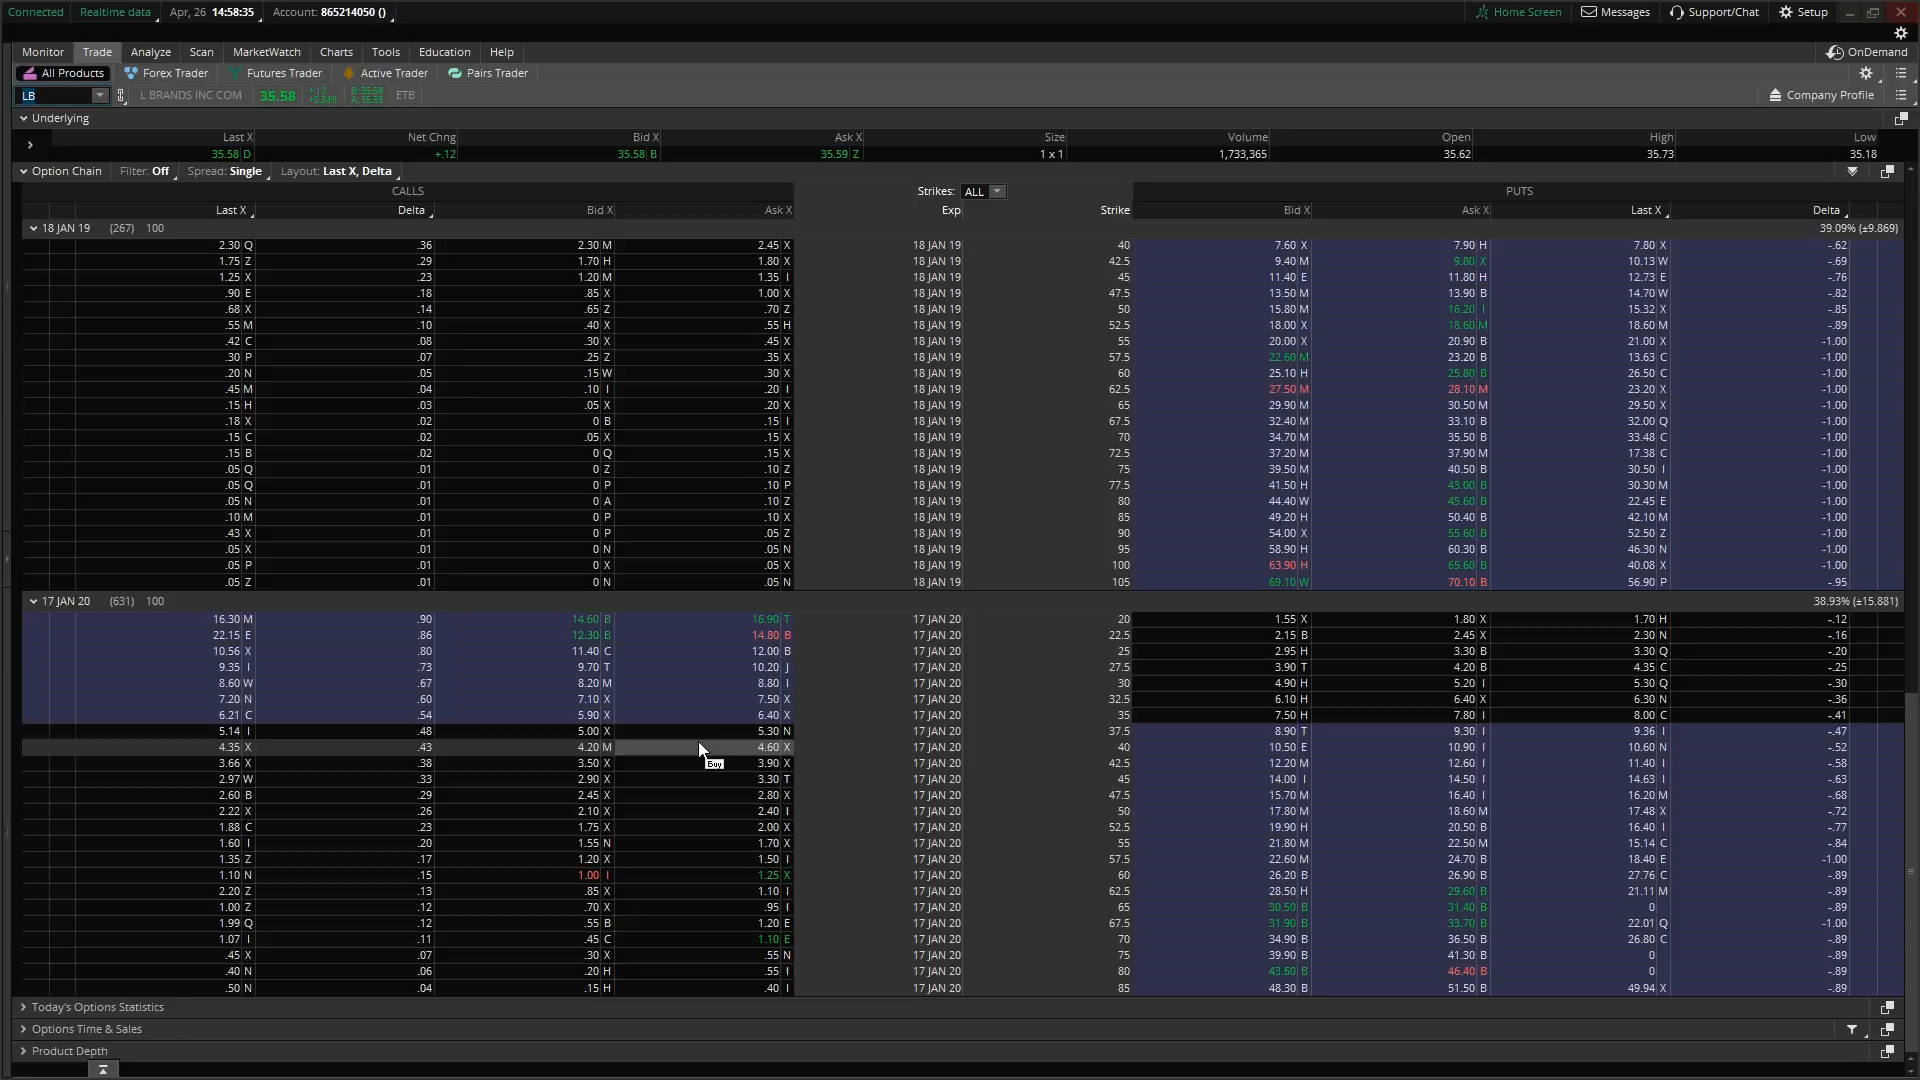 Connected Realtime data Apr, 26 14:58:35 Account: 865214050 () Home Screen Messages Support/Chat Setup
Monitor Trade Analyze Scan MarketWatch Charts Tools Education Help OnDemand
All Products Forex Trader Futures Trader Active Trader Pairs Trader
LB L BRANDS INC COM 35.58 +.12 +0.34% B: 35.58 A: 35.59 ETB Company Profile
Underlying
Last X Net Chng Bid X Ask X Size Volume Open High Low
35.58 D +.12 35.58 B 35.59 Z 1 x 1 1,733,365 35.62 35.73 35.18
Option Chain Filter: Off Spread: Single Layout: Last X, Delta
CALLS Strikes: ALL PUTS
Last X Delta Bid X Ask X Exp Strike Bid X Ask X Last X Delta
18 JAN 19 (267) 100 39.09% (±9.869)
2.30 Q .36 2.30 M 2.45 X 18 JAN 19 40 7.60 X 7.90 H 7.80 X -.62
1.75 Z .29 1.70 H 1.80 X 18 JAN 19 42.5 9.40 M 9.80 X 10.13 W -.69
1.25 X .23 1.20 M 1.35 I 18 JAN 19 45 11.40 E 11.80 H 12.73 E -.76
.90 E .18 .85 X 1.00 X 18 JAN 19 47.5 13.50 M 13.90 B 14.70 W -.82
.68 X .14 .65 Z .70 Z 18 JAN 19 50 15.80 M 16.20 I 15.32 X -.85
.55 M .10 .40 X .55 H 18 JAN 19 52.5 18.00 X 18.60 M 18.60 M -.89
.42 C .08 .30 X .45 X 18 JAN 19 55 20.00 X 20.90 B 21.00 X -1.00
.30 P .07 .25 Z .35 X 18 JAN 19 57.5 22.60 M 23.20 B 13.63 C -1.00
.20 N .05 .15 W .30 X 18 JAN 19 60 25.10 H 25.80 B 26.50 C -1.00
.45 M .04 .10 I .20 I 18 JAN 19 62.5 27.50 M 28.10 M 23.20 X -1.00
.15 H .03 .05 X .20 X 18 JAN 19 65 29.90 M 30.50 M 29.50 X -1.00
.18 X .02 0 B .15 I 18 JAN 19 67.5 32.40 M 33.10 B 32.00 Q -1.00
.15 C .02 .05 X .15 X 18 JAN 19 70 34.70 M 35.50 B 33.48 C -1.00
.15 B .02 0 Q .15 X 18 JAN 19 72.5 37.20 M 37.90 M 17.38 C -1.00
.05 Q .01 0 Z .10 Z 18 JAN 19 75 39.50 M 40.50 B 30.50 I -1.00
.05 Q .01 0 P .10 P 18 JAN 19 77.5 41.50 H 43.00 B 30.30 M -1.00
.05 N .01 0 A .10 Z 18 JAN 19 80 44.40 W 45.60 B 22.45 E -1.00
.10 M .01 0 P .10 X 18 JAN 19 85 49.20 H 50.40 B 42.10 M -1.00
.43 X .01 0 P .05 Z 18 JAN 19 90 54.00 X 55.60 B 52.50 Z -1.00
.05 X .01 0 N .05 N 18 JAN 19 95 58.90 H 60.30 B 46.30 N -1.00
.05 P .01 0 X .05 X 18 JAN 19 100 63.90 H 65.60 B 40.08 X -1.00
.05 Z .01 0 N .05 N 18 JAN 19 105 69.10 W 70.10 B 56.90 P -.95
17 JAN 20 (631) 100 38.93% (±15.881)
16.30 M .90 14.60 B 16.90 T 17 JAN 20 20 1.55 X 1.80 X 1.70 H -.12
22.15 E .86 12.30 B 14.80 B 17 JAN 20 22.5 2.15 B 2.45 X 2.30 N -.16
10.56 X .80 11.40 C 12.00 B 17 JAN 20 25 2.95 H 3.30 B 3.30 Q -.20
9.35 I .73 9.70 T 10.20 J 17 JAN 20 27.5 3.90 T 4.20 B 4.35 C -.25
8.60 W .67 8.20 M 8.80 I 17 JAN 20 30 4.90 H 5.20 I 5.30 Q -.30
7.20 N .60 7.10 X 7.50 X 17 JAN 20 32.5 6.10 H 6.40 X 6.30 N -.36
6.21 C .54 5.90 X 6.40 X 17 JAN 20 35 7.50 H 7.80 I 8.00 C -.41
5.14 I .48 5.00 X 5.30 N 17 JAN 20 37.5 8.90 T 9.30 I 9.36 I -.47
4.35 X .43 4.20 M 4.60 X 17 JAN 20 40 10.50 E 10.90 I 10.60 N -.52
Buy
3.66 X .38 3.50 X 3.90 X 17 JAN 20 42.5 12.20 M 12.60 I 11.40 I -.58
2.97 W .33 2.90 X 3.30 T 17 JAN 20 45 14.00 I 14.50 I 14.63 I -.63
2.60 B .29 2.45 X 2.80 X 17 JAN 20 47.5 15.70 M 16.40 I 16.20 M -.68
2.22 X .26 2.10 X 2.40 I 17 JAN 20 50 17.80 M 18.60 M 17.48 X -.72
1.88 C .23 1.75 X 2.00 X 17 JAN 20 52.5 19.90 H 20.50 B 16.40 I -.77
1.60 I .20 1.55 N 1.70 X 17 JAN 20 55 21.80 M 22.50 M 15.14 C -.84
1.35 Z .17 1.20 X 1.50 I 17 JAN 20 57.5 22.60 M 24.70 B 18.40 E -1.00
1.10 N .15 1.00 I 1.25 X 17 JAN 20 60 26.20 B 26.90 B 27.76 C -.89
2.20 Z .13 .85 X 1.10 I 17 JAN 20 62.5 28.50 H 29.60 B 21.11 M -.89
1.00 Z .12 .70 X .95 I 17 JAN 20 65 30.50 B 31.40 B 0 -.89
1.99 Q .12 .55 B 1.20 E 17 JAN 20 67.5 31.90 B 33.70 B 22.01 Q -1.00
1.07 I .11 .45 C 1.10 E 17 JAN 20 70 34.90 B 36.50 B 26.80 C -.89
.45 X .07 .30 X .55 N 17 JAN 20 75 39.90 B 41.30 B 0 -.89
.40 N .06 .20 H .55 I 17 JAN 20 80 43.60 B 46.40 B 0 -.89
.50 N .04 .15 H .40 I 17 JAN 20 85 48.30 B 51.50 B 49.94 X -.89
Today's Options Statistics
Options Time & Sales
Product Depth